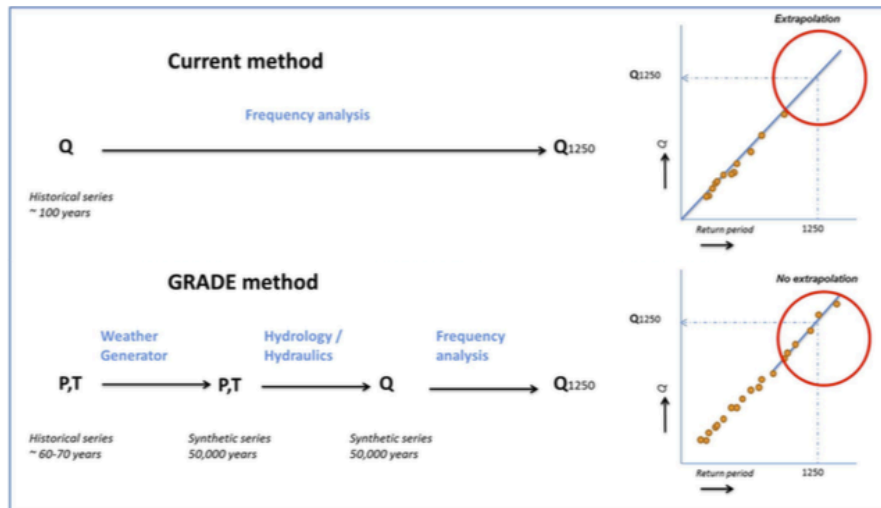 Current method
Frequency analysis
Q
Q1250
Historical series
~ 100 years
Extrapolation
Q1250
Q
Return period
1250
GRADE method
Weather
Generator
Hydrology /
Hydraulics
Frequency
analysis
P,T
P,T
Q
Q1250
Historical series
~ 60-70 years
Synthetic series
50,000 years
Synthetic series
50,000 years
No extrapolation
Q1250
Q
Return period
1250